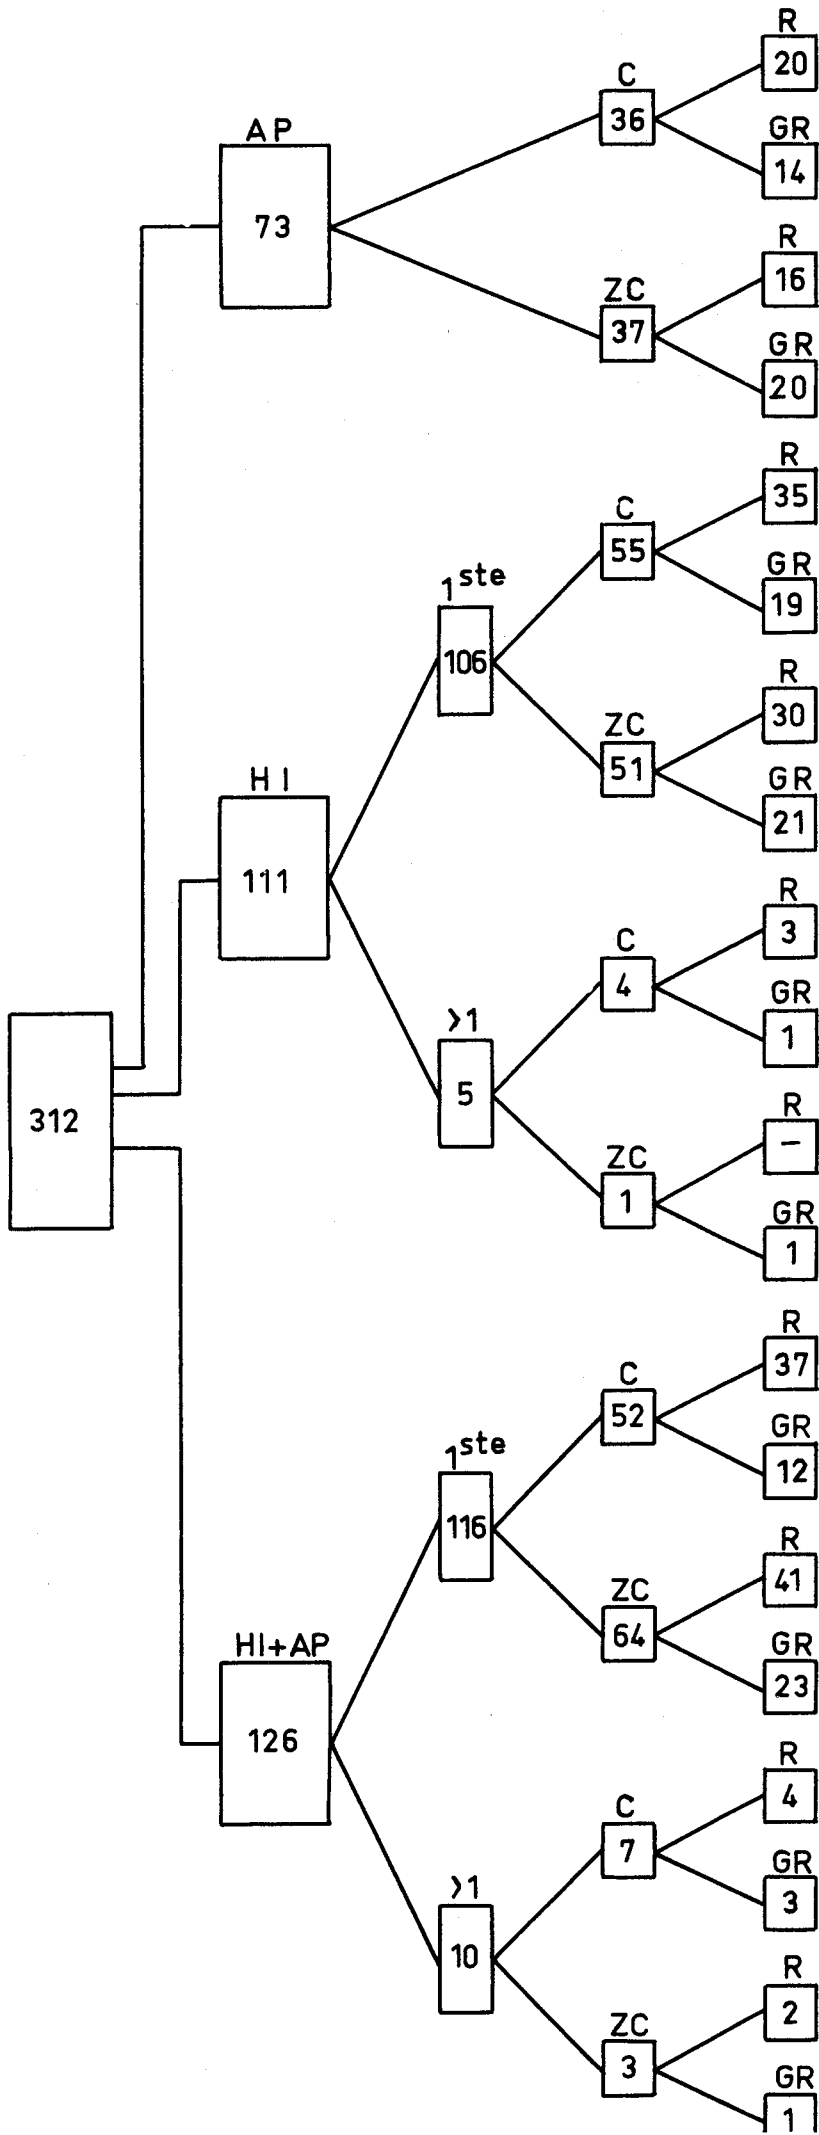 R
20
C
36
GR
14
AP
73
R
16
ZC
37
GR
20
R
35
C
55
GR
19
1ste
106
R
30
ZC
51
GR
21
HI
111
R
3
C
4
GR
1
>1
5
R
–
ZC
1
GR
1
312
R
37
C
52
GR
12
1ste
116
R
41
ZC
64
GR
23
HI+AP
126
R
4
C
7
GR
3
>1
10
R
2
ZC
3
GR
1